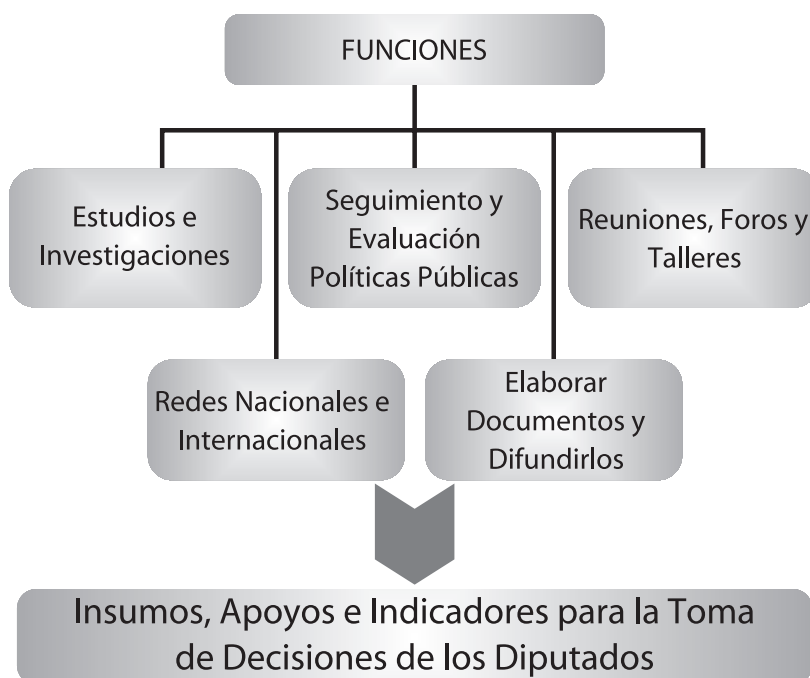 FUNCIONES
Estudios e
Investigaciones
Seguimiento y
Evaluación
Políticas Públicas
Reuniones, Foros y
Talleres
Redes Nacionales e
Internacionales
Elaborar
Documentos y
Difundirlos
Insumos, Apoyos e Indicadores para la Toma
de Decisiones de los Diputados